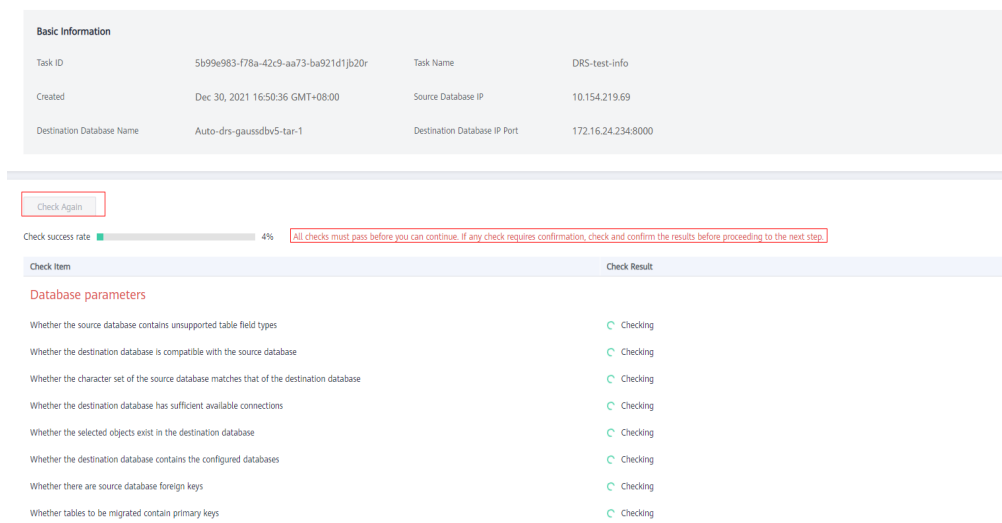 Basic Information
Task ID 5b99e983-f78a-42c9-aa73-ba921d1jb20r Task Name DRS-test-info
Created Dec 30, 2021 16:50:36 GMT+08:00 Source Database IP 10.154.219.69
Destination Database Name Auto-drs-gaussdbv5-tar-1 Destination Database IP Port 172.16.24.234:8000
Check Again
Check success rate 4% All checks must pass before you can continue. If any check requires confirmation, check and confirm the results before proceeding to the next step.
Check Item Check Result
Database parameters
Whether the source database contains unsupported table field types Checking
Whether the destination database is compatible with the source database Checking
Whether the character set of the source database matches that of the destination database Checking
Whether the destination database has sufficient available connections Checking
Whether the selected objects exist in the destination database Checking
Whether the destination database contains the configured databases Checking
Whether there are source database foreign keys Checking
Whether tables to be migrated contain primary keys Checking